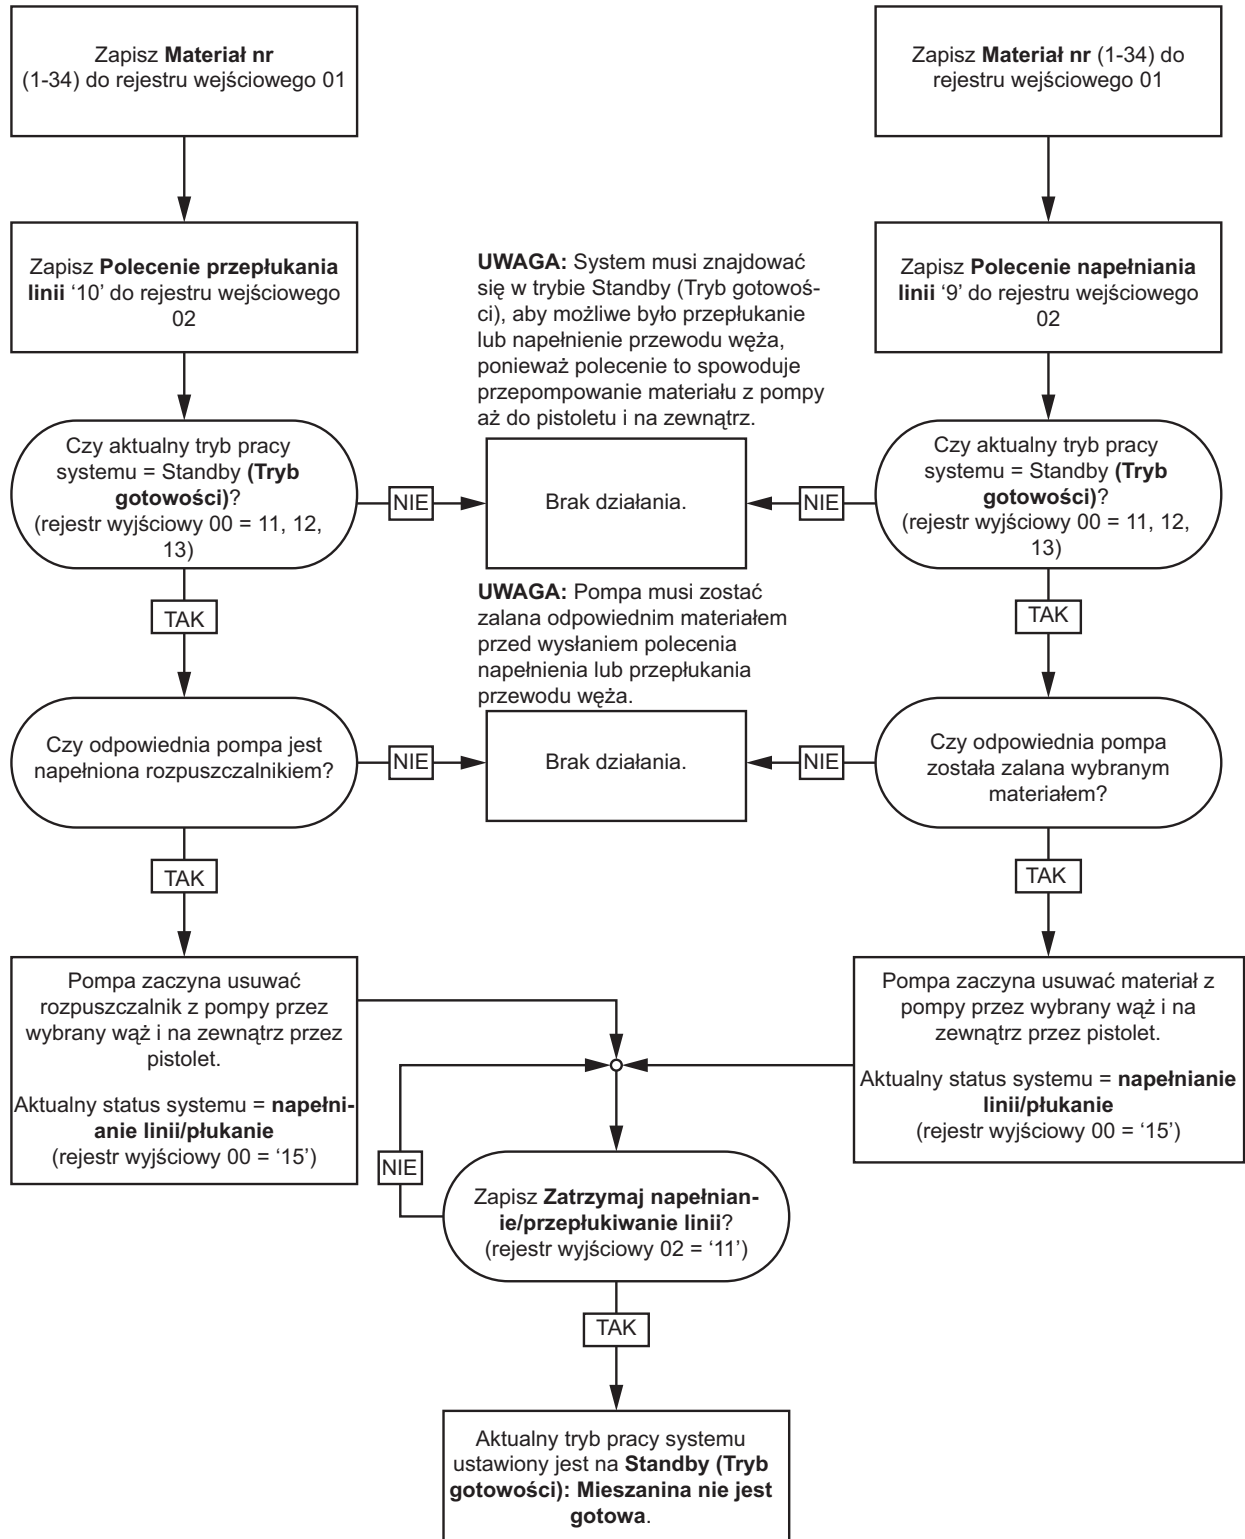 Zapisz Materiał nr
(1-34) do rejestru wejściowego 01
Zapisz Materiał nr (1-34) do
rejestru wejściowego 01
Zapisz Polecenie przepłukania
linii ‘10’ do rejestru wejściowego
02
UWAGA: System musi znajdować
się w trybie Standby (Tryb gotowoś-
ci), aby możliwe było przepłukanie
lub napełnienie przewodu węża,
ponieważ polecenie to spowoduje
przepompowanie materiału z pompy
aż do pistoletu i na zewnątrz.
Zapisz Polecenie napełniania
linii ‘9’ do rejestru wejściowego
02
Czy aktualny tryb pracy
systemu = Standby (Tryb
gotowości)?
(rejestr wyjściowy 00 = 11, 12,
13)
NIE
Brak działania.
NIE
Czy aktualny tryb pracy
systemu = Standby (Tryb
gotowości)?
(rejestr wyjściowy 00 = 11, 12,
13)
TAK
UWAGA: Pompa musi zostać
zalana odpowiednim materiałem
przed wysłaniem polecenia
napełnienia lub przepłukania
przewodu węża.
TAK
Czy odpowiednia pompa jest
napełniona rozpuszczalnikiem?
NIE
Brak działania.
NIE
Czy odpowiednia pompa
została zalana wybranym
materiałem?
TAK
TAK
Pompa zaczyna usuwać
rozpuszczalnik z pompy przez
wybrany wąż i na zewnątrz przez
pistolet.
Aktualny status systemu = napełni-
anie linii/płukanie
(rejestr wyjściowy 00 = ‘15’)
Pompa zaczyna usuwać materiał z
pompy przez wybrany wąż i na
zewnątrz przez pistolet.
Aktualny status systemu = napełnianie
linii/płukanie
(rejestr wyjściowy 00 = ‘15’)
NIE
Zapisz Zatrzymaj napełnian-
ie/przepłukiwanie linii?
(rejestr wyjściowy 02 = ‘11’)
TAK
Aktualny tryb pracy systemu
ustawiony jest na Standby (Tryb
gotowości): Mieszanina nie jest
gotowa.